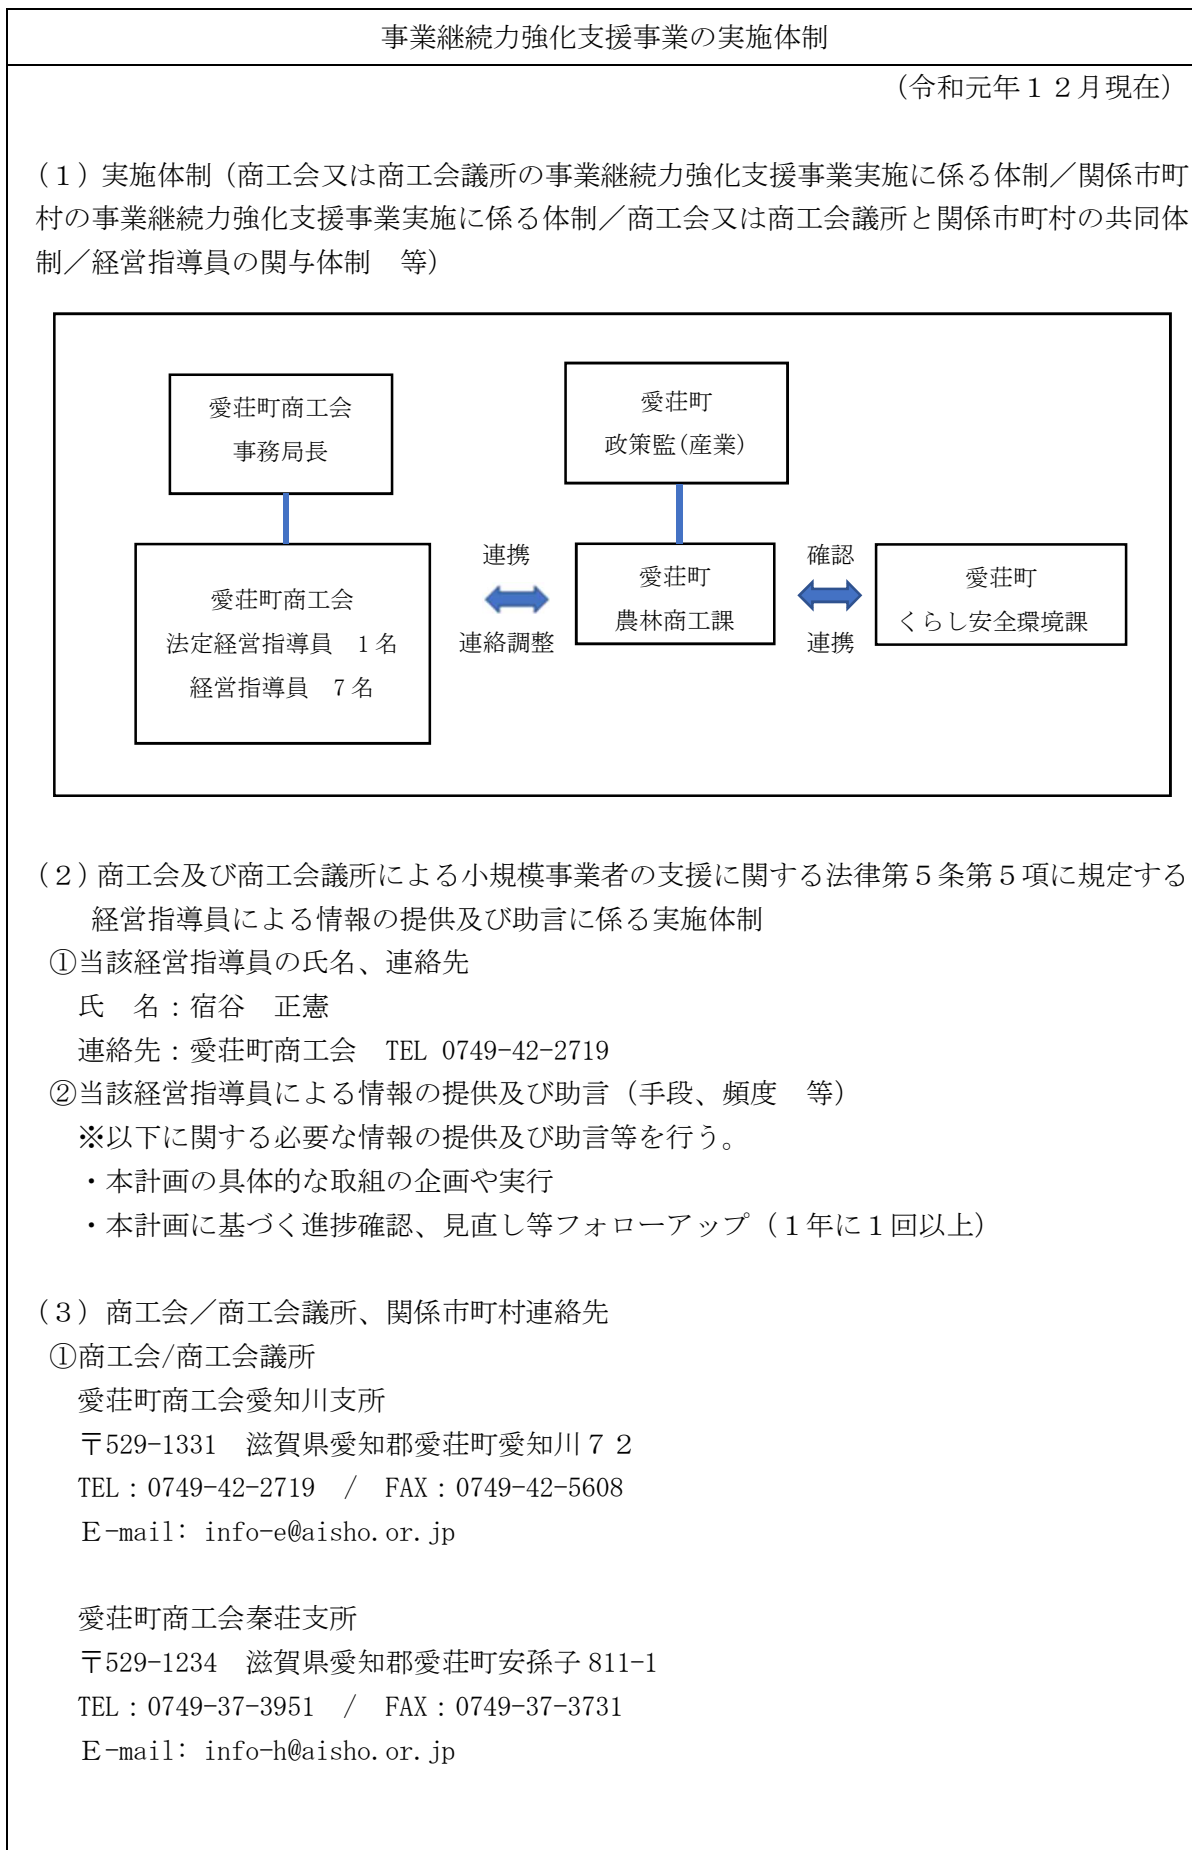 事業継続力強化支援事業の実施体制
（令和元年１２月現在）
（１）実施体制（商工会又は商工会議所の事業継続力強化支援事業実施に係る体制／関係市町
村の事業継続力強化支援事業実施に係る体制／商工会又は商工会議所と関係市町村の共同体
制／経営指導員の関与体制　等）
愛荘町商工会
事務局長
愛荘町
政策監(産業)
愛荘町商工会
法定経営指導員　1名
経営指導員　7名
連携
連絡調整
愛荘町
農林商工課
確認
連携
愛荘町
くらし安全環境課
（２）商工会及び商工会議所による小規模事業者の支援に関する法律第５条第５項に規定する
経営指導員による情報の提供及び助言に係る実施体制
①当該経営指導員の氏名、連絡先
氏　名：宿谷　正憲
連絡先：愛荘町商工会　TEL 0749-42-2719
②当該経営指導員による情報の提供及び助言（手段、頻度　等）
※以下に関する必要な情報の提供及び助言等を行う。
・本計画の具体的な取組の企画や実行
・本計画に基づく進捗確認、見直し等フォローアップ（１年に１回以上）
（３）商工会／商工会議所、関係市町村連絡先
①商工会/商工会議所
愛荘町商工会愛知川支所
〒529-1331　滋賀県愛知郡愛荘町愛知川７２
TEL：0749-42-2719　/　FAX：0749-42-5608
Ｅ-mail: info-e@aisho.or.jp
愛荘町商工会秦荘支所
〒529-1234　滋賀県愛知郡愛荘町安孫子 811-1
TEL：0749-37-3951　/　FAX：0749-37-3731
Ｅ-mail: info-h@aisho.or.jp